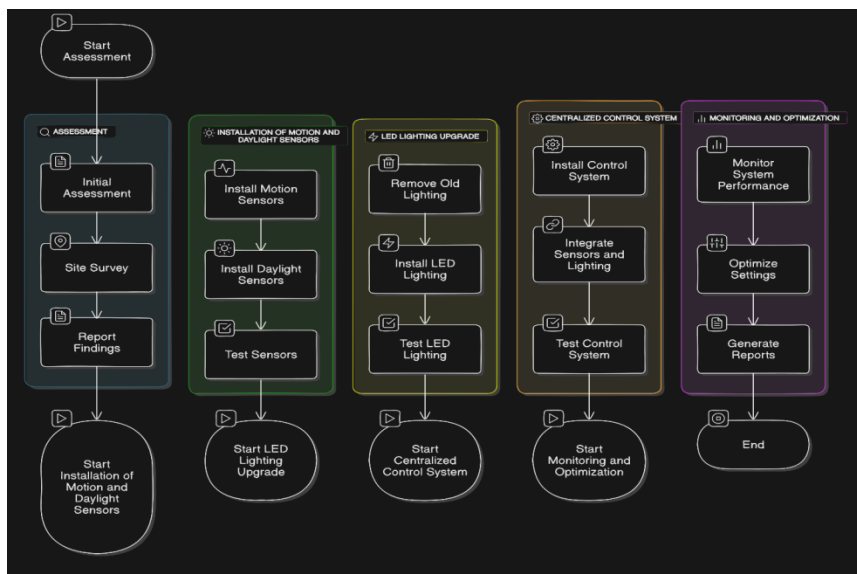 Start
Assessment
ASSESSMENT
Initial
Assessment
Site Survey
Report
Findings
Start
Installation of
Motion and
Daylight
Sensors
INSTALLATION OF MOTION AND
DAYLIGHT SENSORS
Install Motion
Sensors
Install Daylight
Sensors
Test Sensors
Start LED
Lighting
Upgrade
LED LIGHTING UPGRADE
Remove Old
Lighting
Install LED
Lighting
Test LED
Lighting
Start
Centralized
Control System
CENTRALIZED CONTROL SYSTEM
Install Control
System
Integrate
Sensors and
Lighting
Test Control
System
Start
Monitoring and
Optimization
MONITORING AND OPTIMIZATION
Monitor
System
Performance
Optimize
Settings
Generate
Reports
End